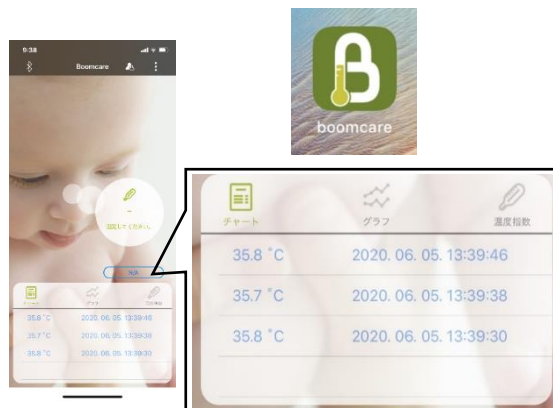 9:38
Boomcare
boomcare
チャート
グラフ
温度指数
35.8 ˚C 2020. 06. 05. 13:39:46
35.7 ˚C 2020. 06. 05. 13:39:38
35.8 ˚C 2020. 06. 05. 13:39:30
グラフ
35.8 ˚C 2020. 06. 05. 13:39:46
35.7 ˚C 2020. 06. 05. 13:39:38
35.8 ˚C 2020. 06. 05. 13:39:30